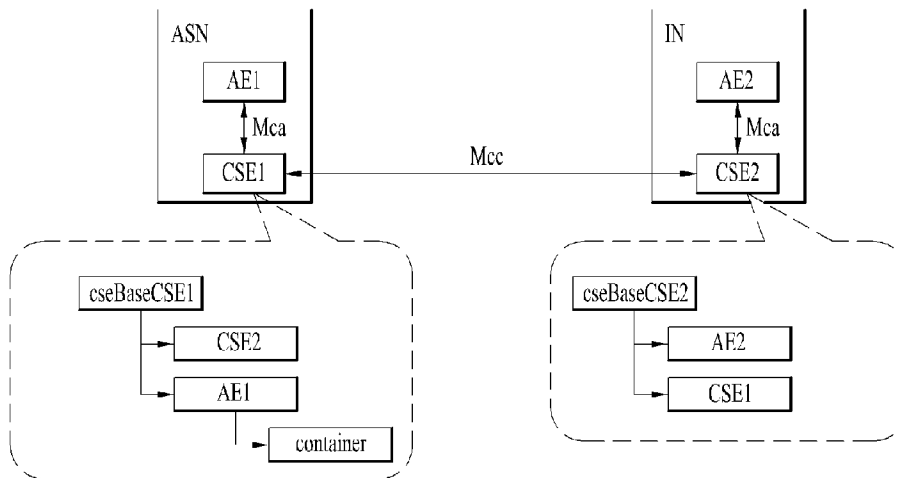 ASN
AE1
Mca
CSE1
Mcc
IN
AE2
Mca
CSE2
cseBaseCSE1
CSE2
AE1
container
cseBaseCSE2
AE2
CSE1